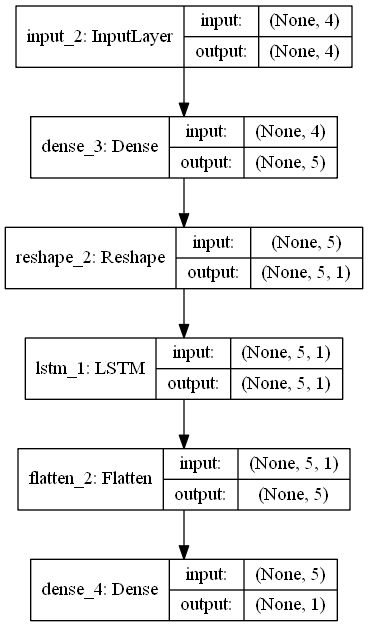 input_2: InputLayer
input: (None, 4)
output: (None, 4)
dense_3: Dense
input: (None, 4)
output: (None, 5)
reshape_2: Reshape
input: (None, 5)
output: (None, 5, 1)
lstm_1: LSTM
input: (None, 5, 1)
output: (None, 5, 1)
flatten_2: Flatten
input: (None, 5, 1)
output: (None, 5)
dense_4: Dense
input: (None, 5)
output: (None, 1)